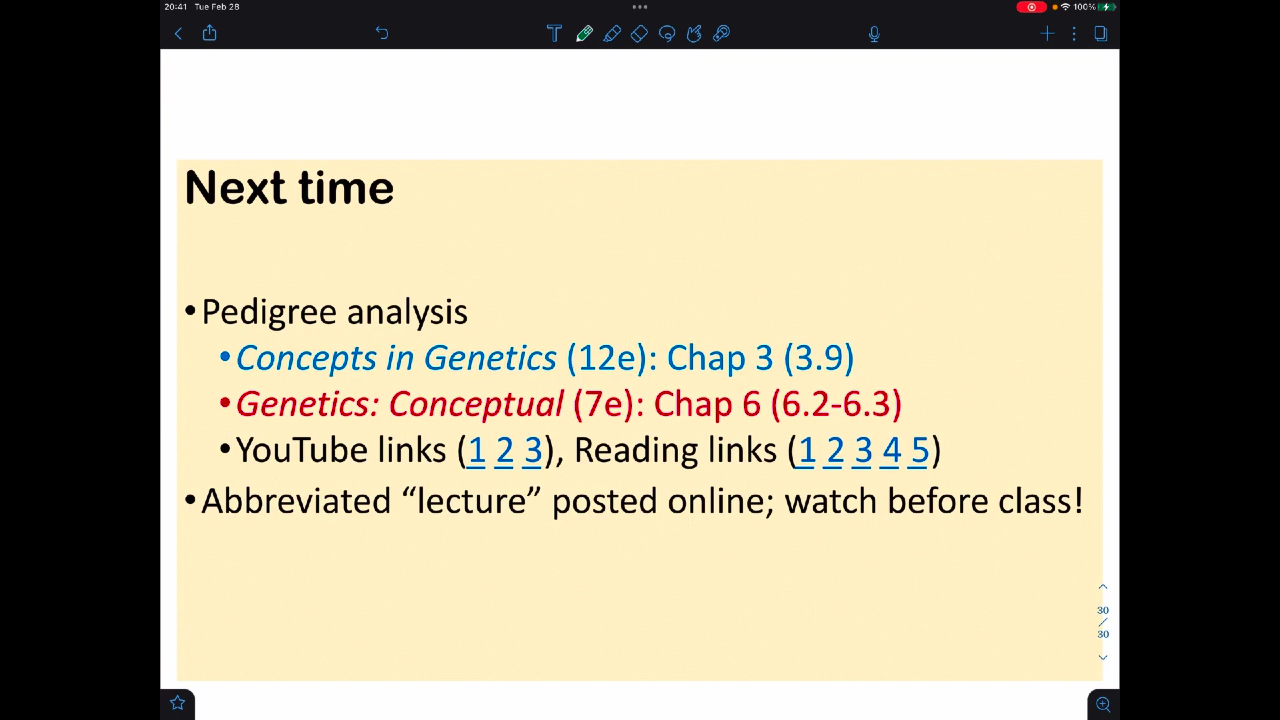 20:41 Tue Feb 28
100%
T
Next time
•Pedigree analysis
•Concepts in Genetics (12e): Chap 3 (3.9)
•Genetics: Conceptual (7e): Chap 6 (6.2-6.3)
•YouTube links (1 2 3), Reading links (1 2 3 4 5)
•Abbreviated “lecture” posted online; watch before class!
30
/
30